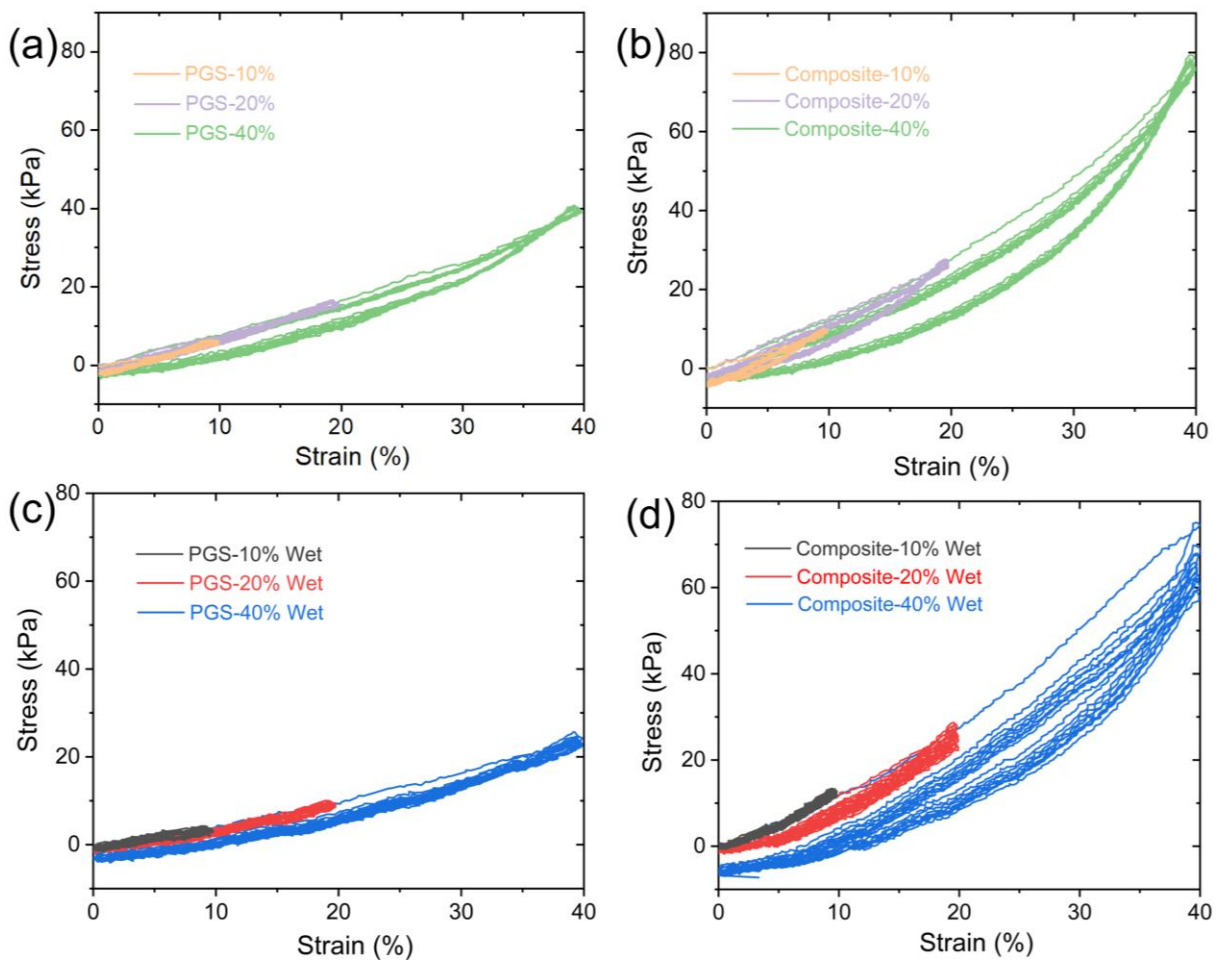 (a)
80
60
40
20
0
Stress (kPa)
PGS-10%
PGS-20%
PGS-40%
0 10 20 30 40
Strain (%)
(b)
80
60
40
20
0
Stress (kPa)
Composite-10%
Composite-20%
Composite-40%
0 10 20 30 40
Strain (%)
(c)
80
60
40
20
0
Stress (kPa)
PGS-10% Wet
PGS-20% Wet
PGS-40% Wet
0 10 20 30 40
Strain (%)
(d)
80
60
40
20
0
Stress (kPa)
Composite-10% Wet
Composite-20% Wet
Composite-40% Wet
0 10 20 30 40
Strain (%)